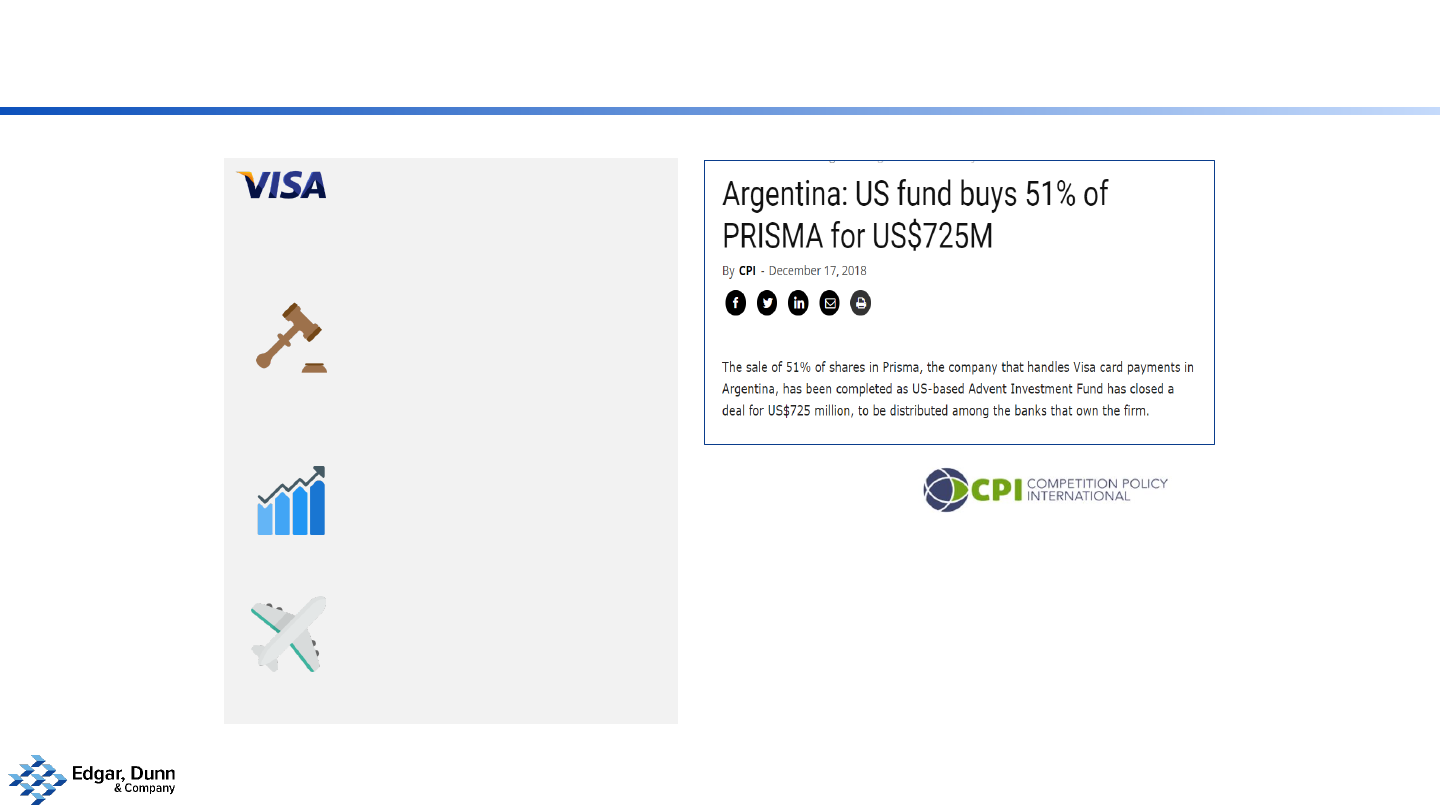 VISA
Argentina: US fund buys 51% of
PRISMA for US$725M
By CPI - December 17, 2018
The sale of 51% of shares in Prisma, the company that handles Visa card payments in
Argentina, has been completed as US-based Advent Investment Fund has closed a
deal for US$725 million, to be distributed among the banks that own the firm.
CPI COMPETITION POLICY
INTERNATIONAL
Edgar, Dunn
& Company